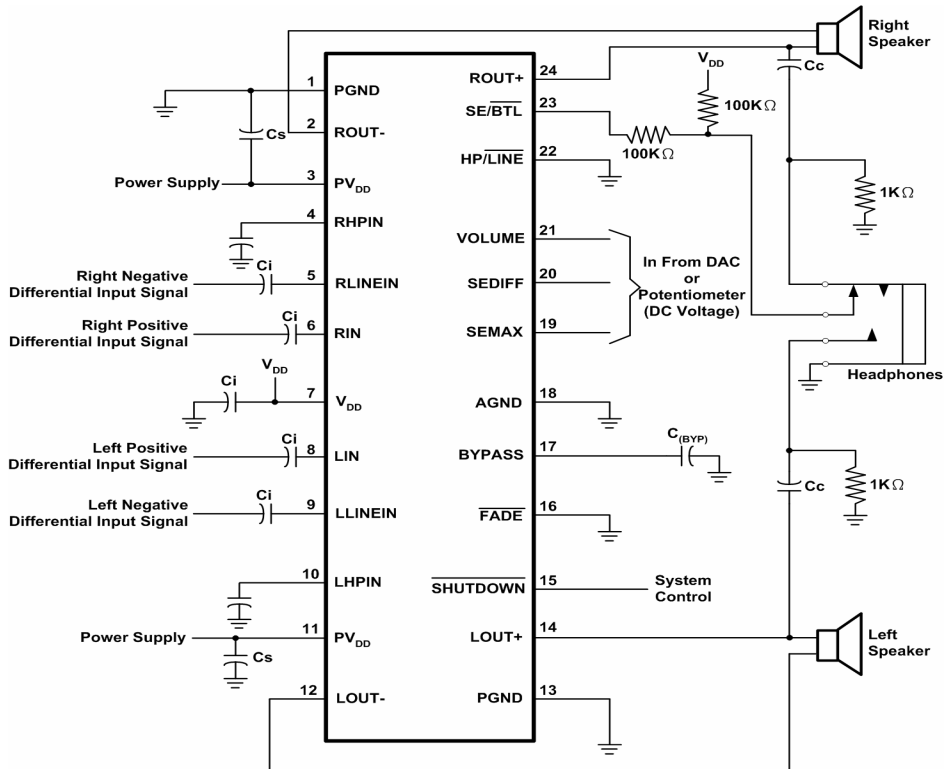 Right
Speaker
Cc
V_DD
100KΩ
100KΩ
1KΩ
1
PGND
Cs
2
ROUT-
Power Supply
3
PV_DD
4
RHPIN
Right Negative
Differential Input Signal
Ci
5
RLINEIN
Right Positive
Differential Input Signal
Ci
6
RIN
V_DD
Ci
7
V_DD
Left Positive
Differential Input Signal
Ci
8
LIN
Left Negative
Differential Input Signal
Ci
9
LLINEIN
10
LHPIN
Power Supply
11
PV_DD
Cs
12
LOUT-
24
ROUT+
23
SE/BTL
22
HP/LINE
21
VOLUME
20
SEDIFF
19
SEMAX
In From DAC
or
Potentiometer
(DC Voltage)
Headphones
18
AGND
17
BYPASS
C(BYP)
16
FADE
15
SHUTDOWN
System
Control
14
LOUT+
13
PGND
Cc
1KΩ
Left
Speaker